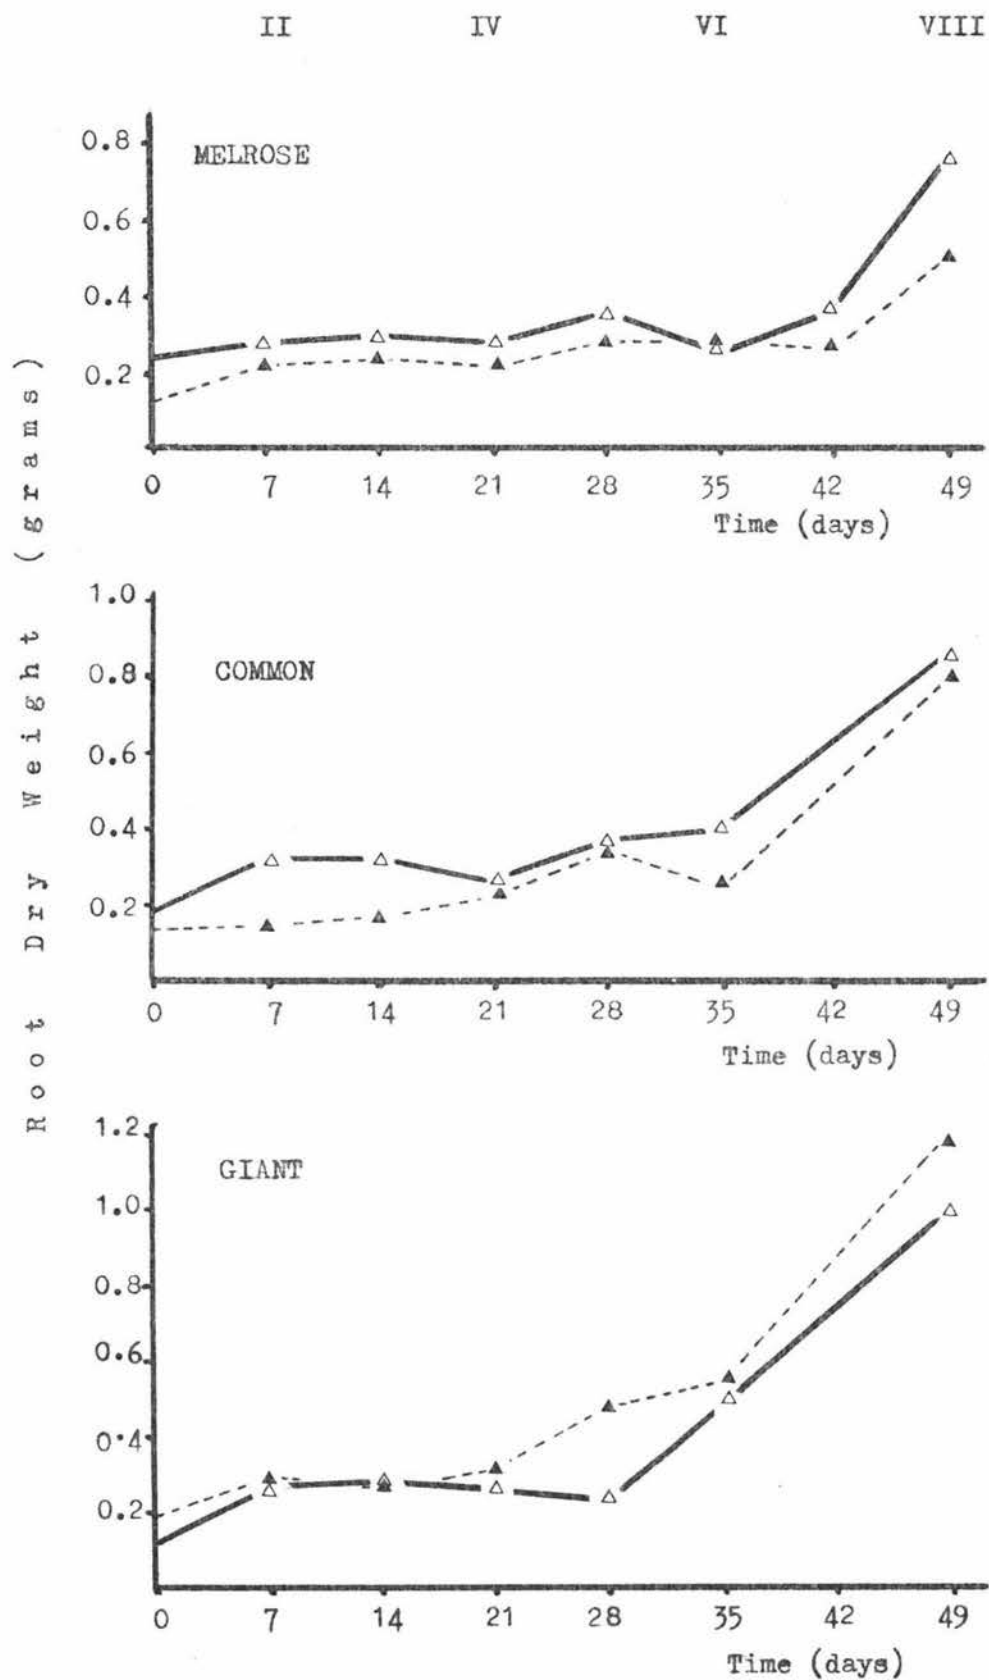 II IV VI VIII
Root Dry Weight (grams)
MELROSE
0.8
0.6
0.4
0.2
0 7 14 21 28 35 42 49
Time (days)
COMMON
1.0
0.8
0.6
0.4
0.2
0 7 14 21 28 35 42 49
Time (days)
GIANT
1.2
1.0
0.8
0.6
0.4
0.2
0 7 14 21 28 35 42 49
Time (days)